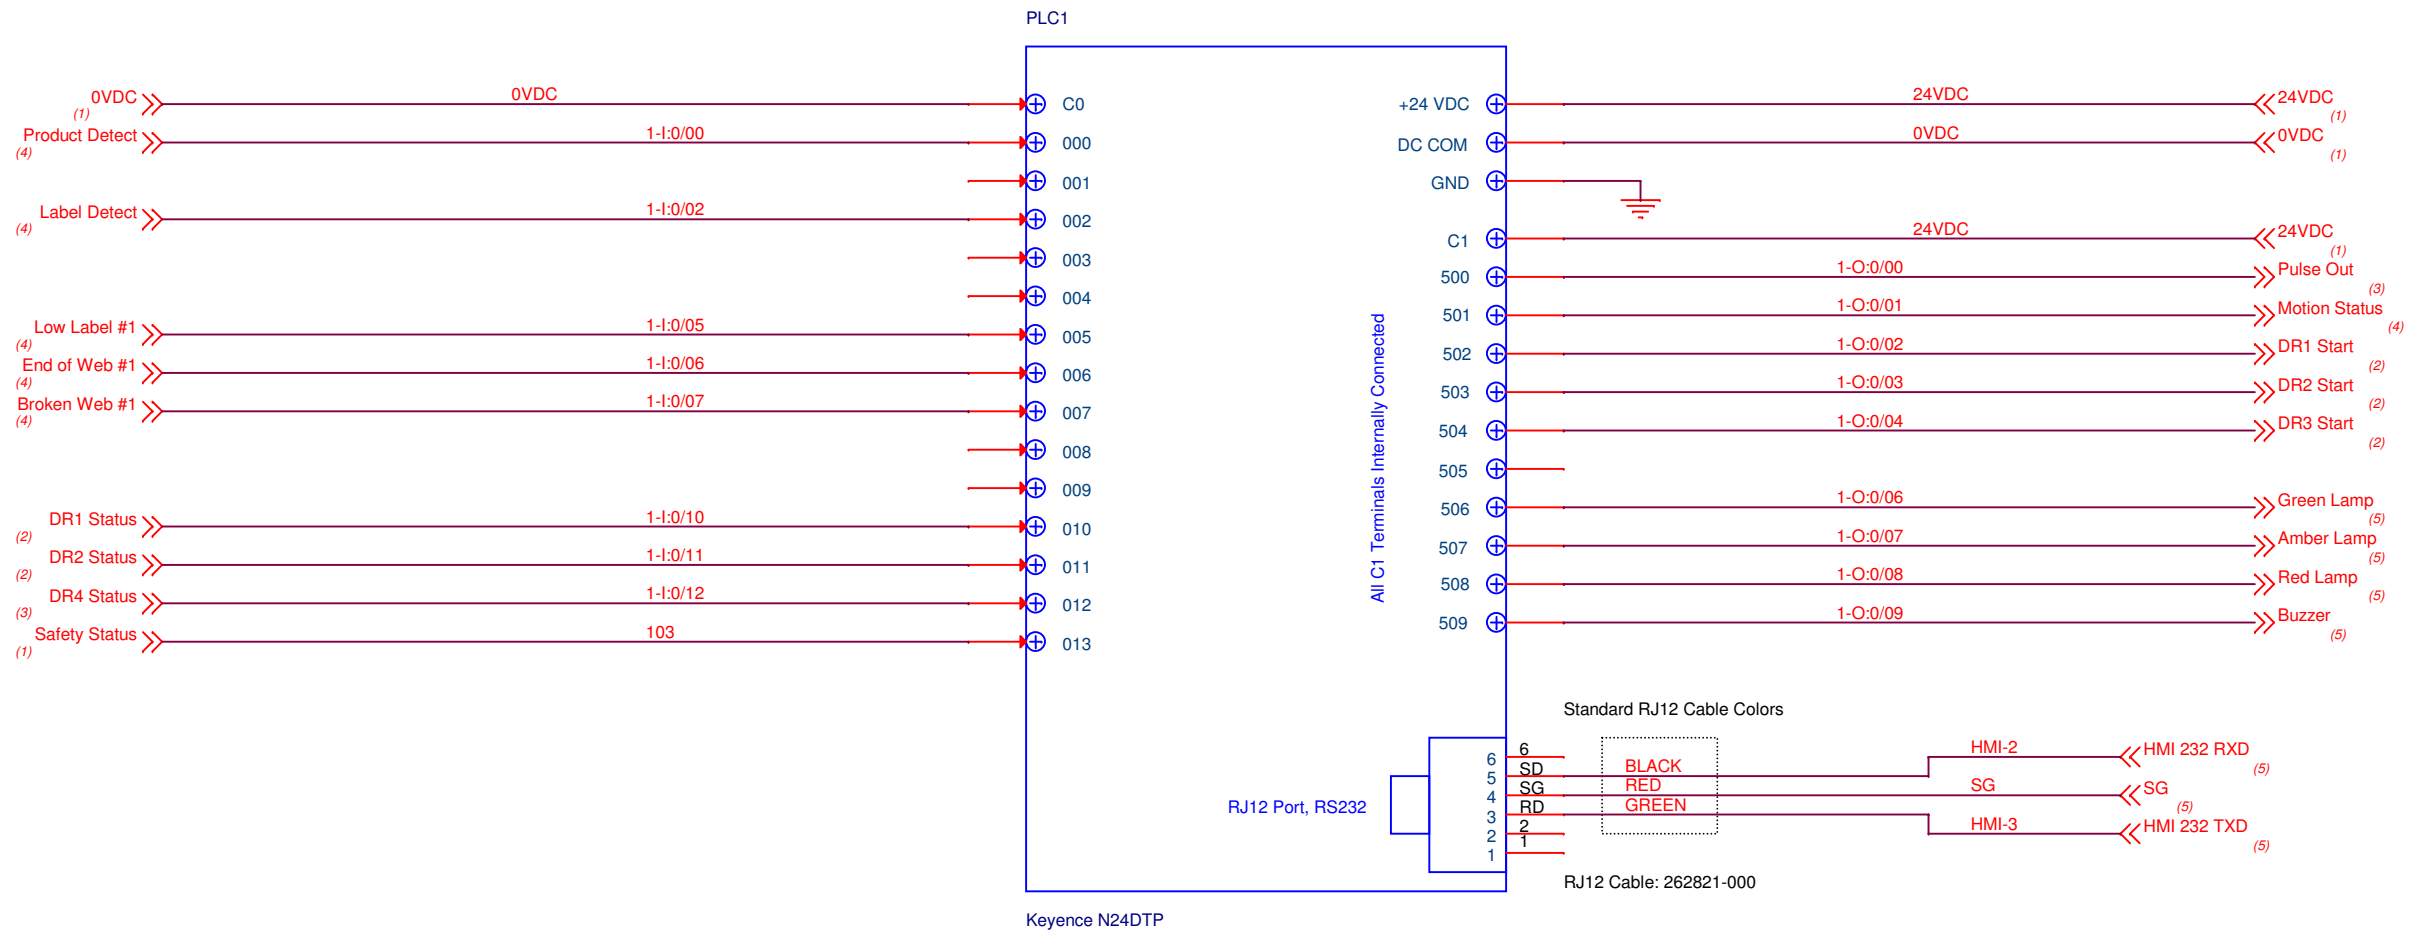 PLC1
0VDC
(1)
0VDC
C0
Product Detect
(4)
1-I:0/00
000
001
Label Detect
(4)
1-I:0/02
002
003
004
Low Label #1
(4)
1-I:0/05
005
End of Web #1
(4)
1-I:0/06
006
Broken Web #1
(4)
1-I:0/07
007
008
009
DR1 Status
(2)
1-I:0/10
010
DR2 Status
(2)
1-I:0/11
011
DR4 Status
(3)
1-I:0/12
012
Safety Status
(1)
103
013
+24 VDC
24VDC
24VDC
(1)
DC COM
0VDC
0VDC
(1)
GND
C1
24VDC
24VDC
(1)
500
1-O:0/00
Pulse Out
(3)
501
1-O:0/01
Motion Status
(4)
502
1-O:0/02
DR1 Start
(2)
503
1-O:0/03
DR2 Start
(2)
504
1-O:0/04
DR3 Start
(2)
505
506
1-O:0/06
Green Lamp
(5)
507
1-O:0/07
Amber Lamp
(5)
508
1-O:0/08
Red Lamp
(5)
509
1-O:0/09
Buzzer
(5)
All C1 Terminals Internally Connected
Standard RJ12 Cable Colors
RJ12 Port, RS232
6
6
5
SD
BLACK
HMI-2
HMI 232 RXD
(5)
4
SG
RED
SG
SG
(5)
3
RD
GREEN
HMI-3
HMI 232 TXD
(5)
2
2
1
1
RJ12 Cable: 262821-000
Keyence N24DTP